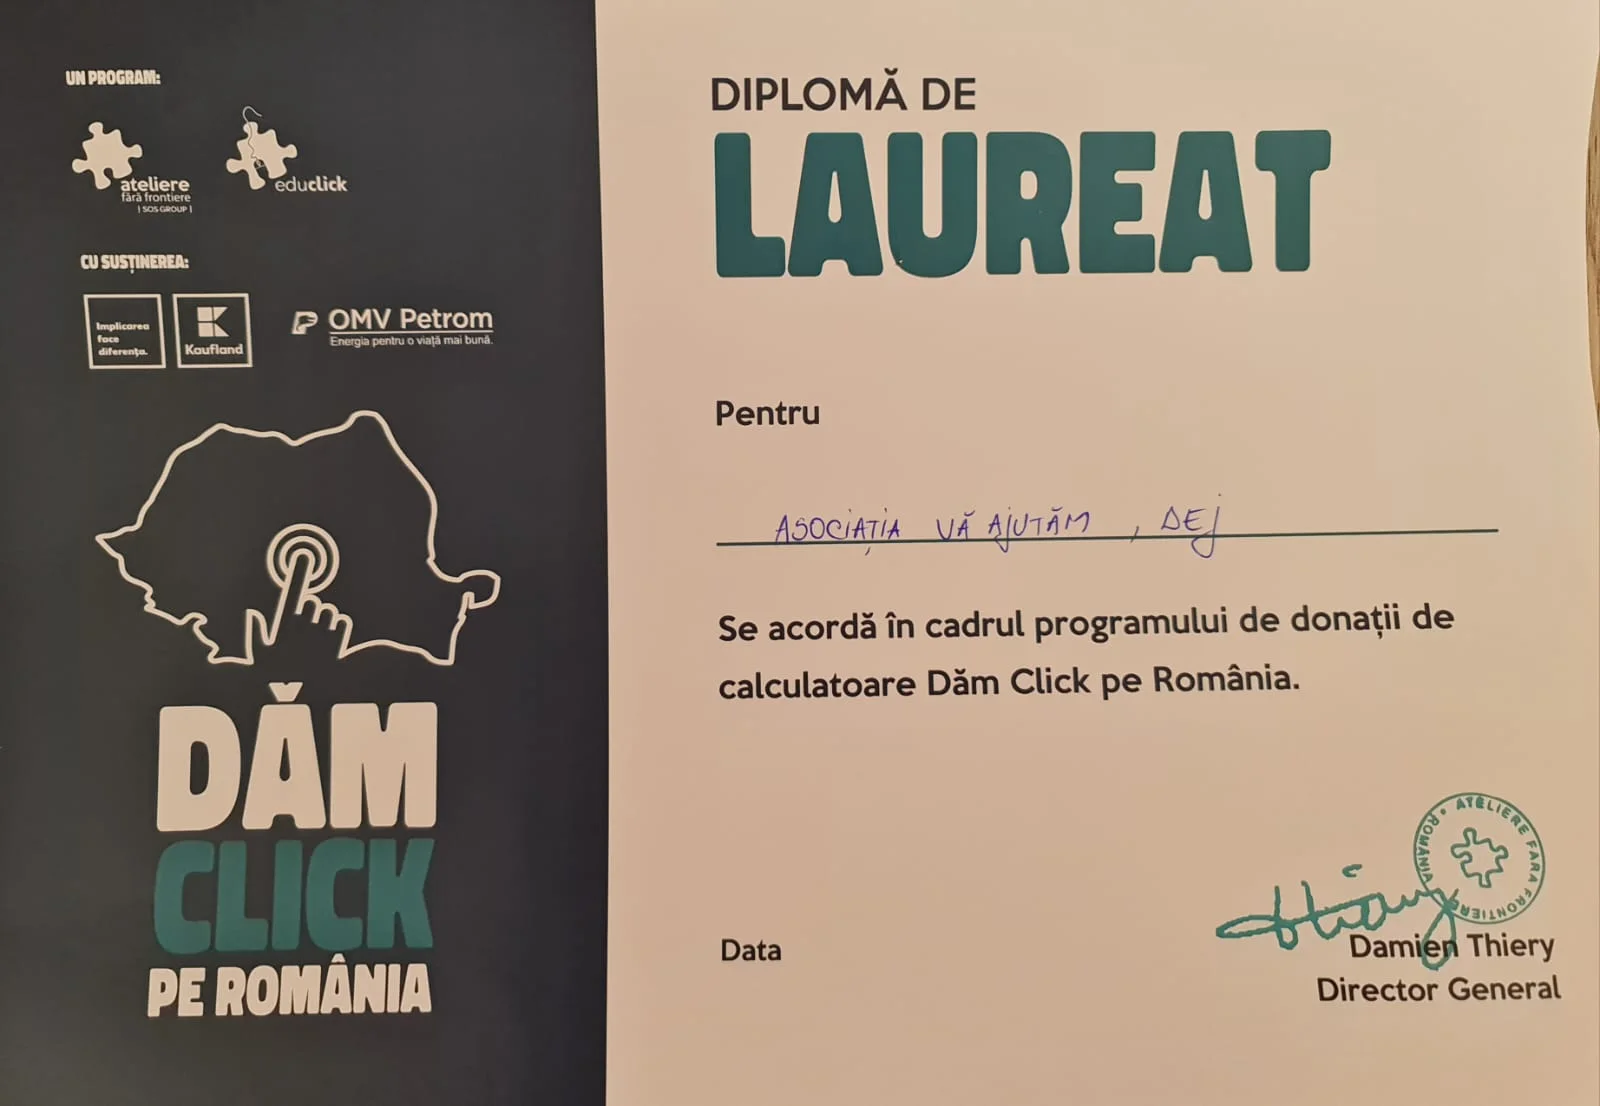 UN PROGRAM:
ateliere
fără frontiere
| SOS GROUP |
educlick
CU SUSȚINEREA:
Implicarea
face
diferența.
Kaufland
OMV Petrom
Energia pentru o viață mai bună.
DĂM
CLICK
PE ROMÂNIA
DIPLOMĂ DE
LAUREAT
Pentru
ASOCIAȚIA VĂ AJUTĂM, DEJ
Se acordă în cadrul programului de donații de
calculatoare Dăm Click pe România.
Data
• ATELIERE FARA FRONTIERE ROMÂNIA
Thiery
Damien Thiery
Director General